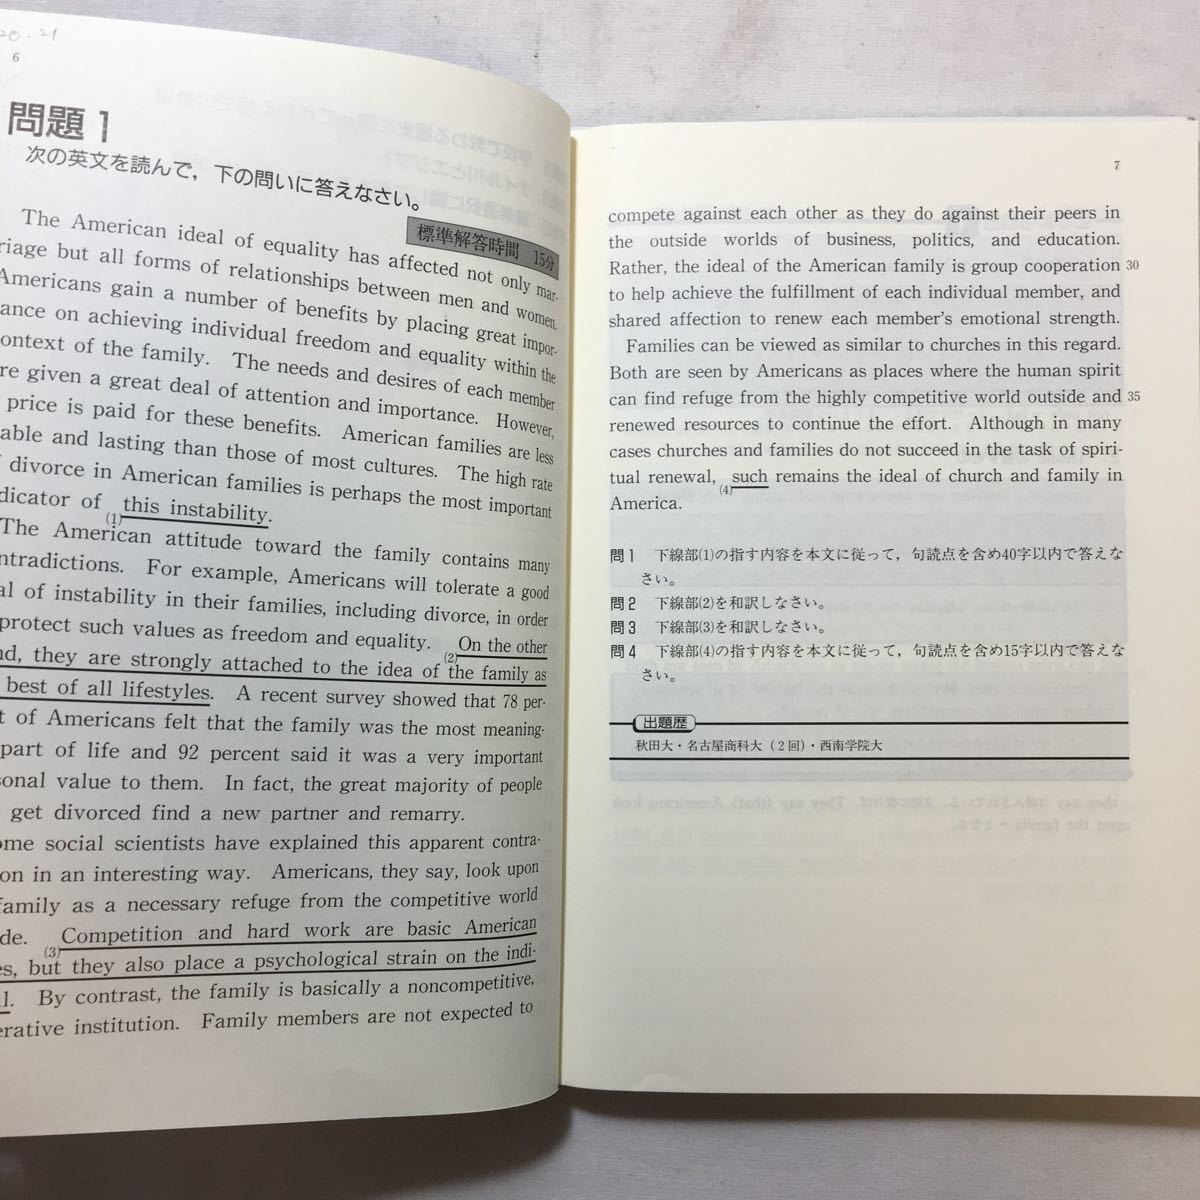 20.21
6
問題1
次の英文を読んで，下の問いに答えなさい。
標準解答時間 15分
The American ideal of equality has affected not only mar-
riage but all forms of relationships between men and women.
Americans gain a number of benefits by placing great impor-
ance on achieving individual freedom and equality within the
ontext of the family. The needs and desires of each member
re given a great deal of attention and importance. However,
price is paid for these benefits. American families are less
able and lasting than those of most cultures. The high rate
f divorce in American families is perhaps the most important
dicator of (1)this instability.
The American attitude toward the family contains many
ntradictions. For example, Americans will tolerate a good
al of instability in their families, including divorce, in order
protect such values as freedom and equality. (2)On the other
nd, they are strongly attached to the idea of the family as
best of all lifestyles. A recent survey showed that 78 per-
t of Americans felt that the family was the most meaning-
part of life and 92 percent said it was a very important
sonal value to them. In fact, the great majority of people
get divorced find a new partner and remarry.
ome social scientists have explained this apparent contra-
on in an interesting way. Americans, they say, look upon
family as a necessary refuge from the competitive world
de. (3)Competition and hard work are basic American
es, but they also place a psychological strain on the indi-
l. By contrast, the family is basically a noncompetitive,
erative institution. Family members are not expected to
7
compete against each other as they do against their peers in
the outside worlds of business, politics, and education.
Rather, the ideal of the American family is group cooperation 30
to help achieve the fulfillment of each individual member, and
shared affection to renew each member's emotional strength.
Families can be viewed as similar to churches in this regard.
Both are seen by Americans as places where the human spirit
can find refuge from the highly competitive world outside and 35
renewed resources to continue the effort. Although in many
cases churches and families do not succeed in the task of spiri-
tual renewal, (4)such remains the ideal of church and family in
America.
問1 下線部(1)の指す内容を本文に従って，句読点を含め40字以内で答えな
さい。
問2 下線部(2)を和訳しなさい。
問3 下線部(3)を和訳しなさい。
問4 下線部(4)の指す内容を本文に従って，句読点を含め15字以内で答えな
さい。
出題歴
秋田大・名古屋商科大（2回）・西南学院大